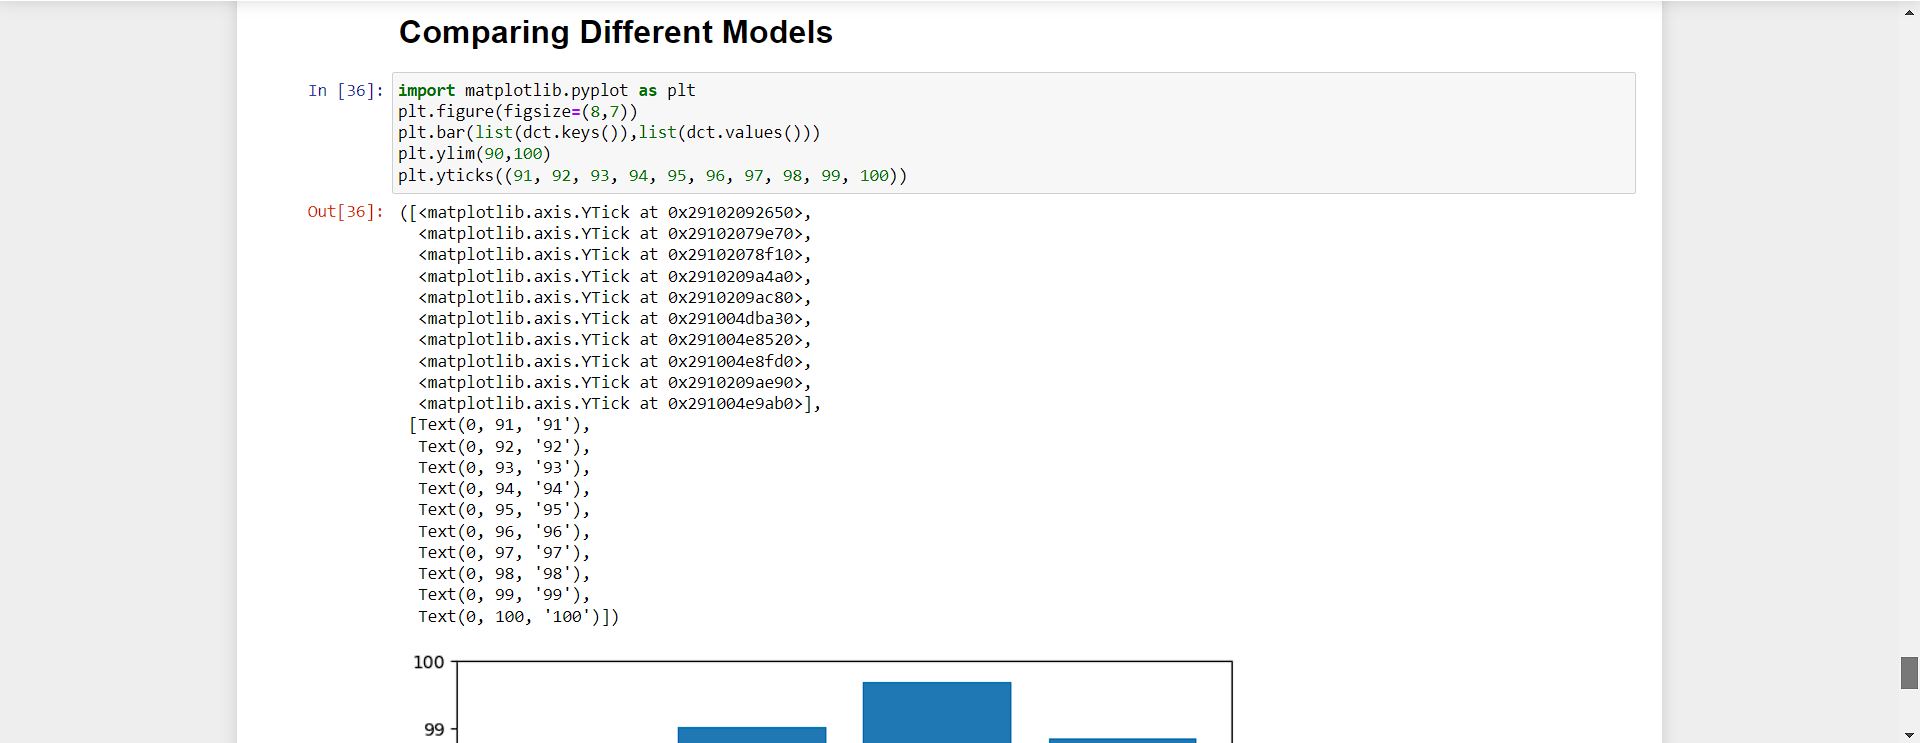 Comparing Different Models
In [36]: import matplotlib.pyplot as plt
plt.figure(figsize=(8,7))
plt.bar(list(dct.keys()),list(dct.values()))
plt.ylim(90,100)
plt.yticks((91, 92, 93, 94, 95, 96, 97, 98, 99, 100))
Out[36]: ([<matplotlib.axis.YTick at 0x29102092650>,
<matplotlib.axis.YTick at 0x29102079e70>,
<matplotlib.axis.YTick at 0x29102078f10>,
<matplotlib.axis.YTick at 0x2910209a4a0>,
<matplotlib.axis.YTick at 0x2910209ac80>,
<matplotlib.axis.YTick at 0x291004dba30>,
<matplotlib.axis.YTick at 0x291004e8520>,
<matplotlib.axis.YTick at 0x291004e8fd0>,
<matplotlib.axis.YTick at 0x2910209ae90>,
<matplotlib.axis.YTick at 0x291004e9ab0>],
[Text(0, 91, '91'),
Text(0, 92, '92'),
Text(0, 93, '93'),
Text(0, 94, '94'),
Text(0, 95, '95'),
Text(0, 96, '96'),
Text(0, 97, '97'),
Text(0, 98, '98'),
Text(0, 99, '99'),
Text(0, 100, '100')])
100
99